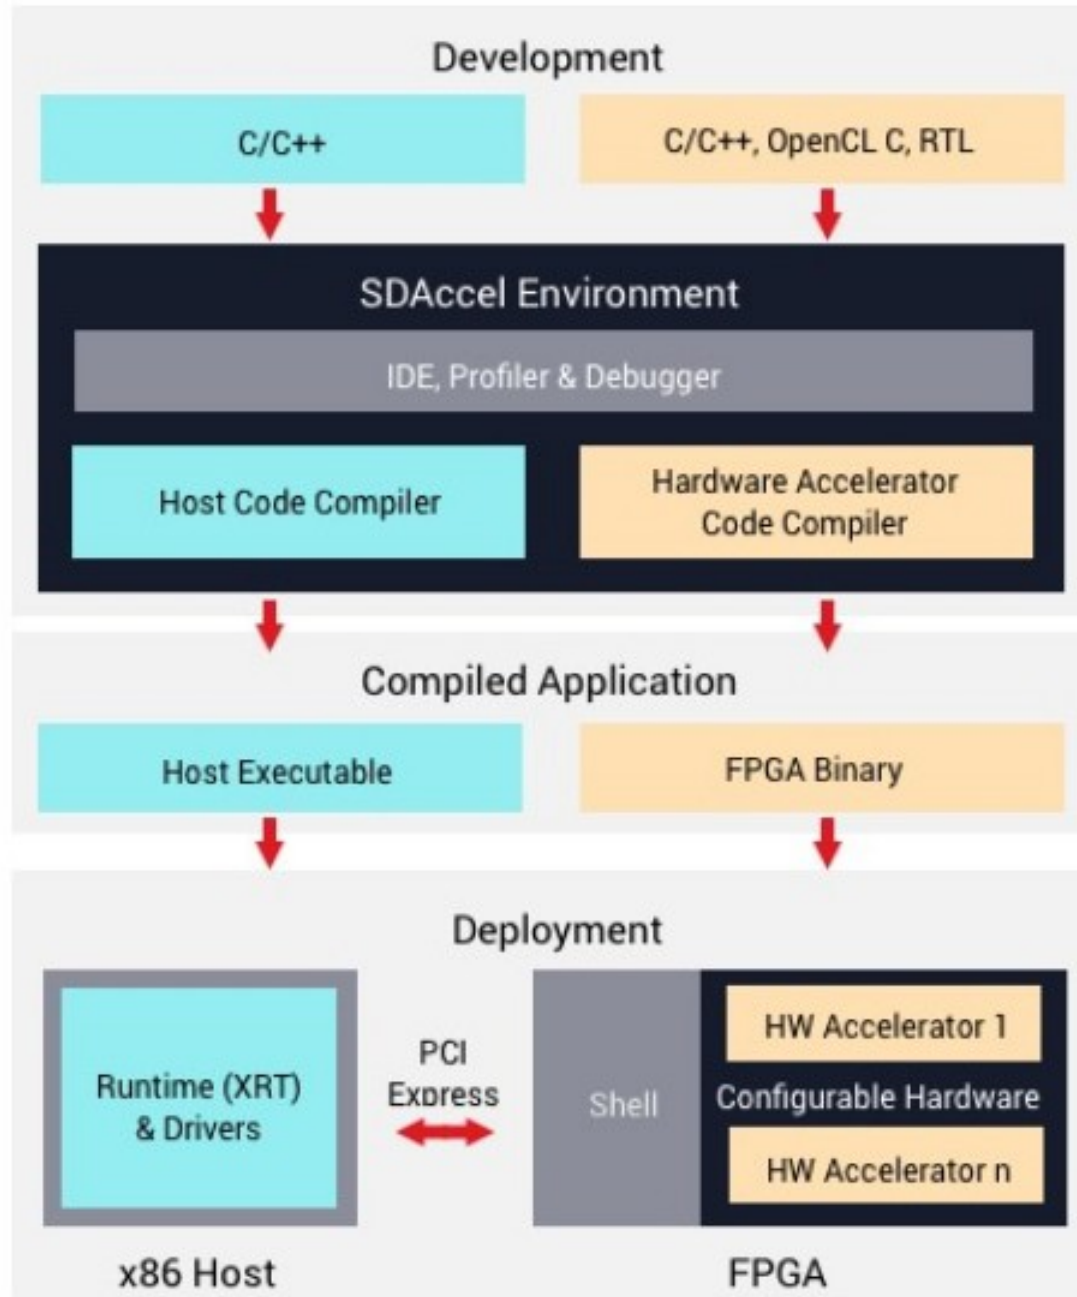 Development
C/C++
C/C++, OpenCL C, RTL
SDAccel Environment
IDE, Profiler & Debugger
Host Code Compiler
Hardware Accelerator
Code Compiler
Compiled Application
Host Executable
FPGA Binary
Deployment
Runtime (XRT)
& Drivers
PCI
Express
Shell
HW Accelerator 1
Configurable Hardware
HW Accelerator n
x86 Host
FPGA